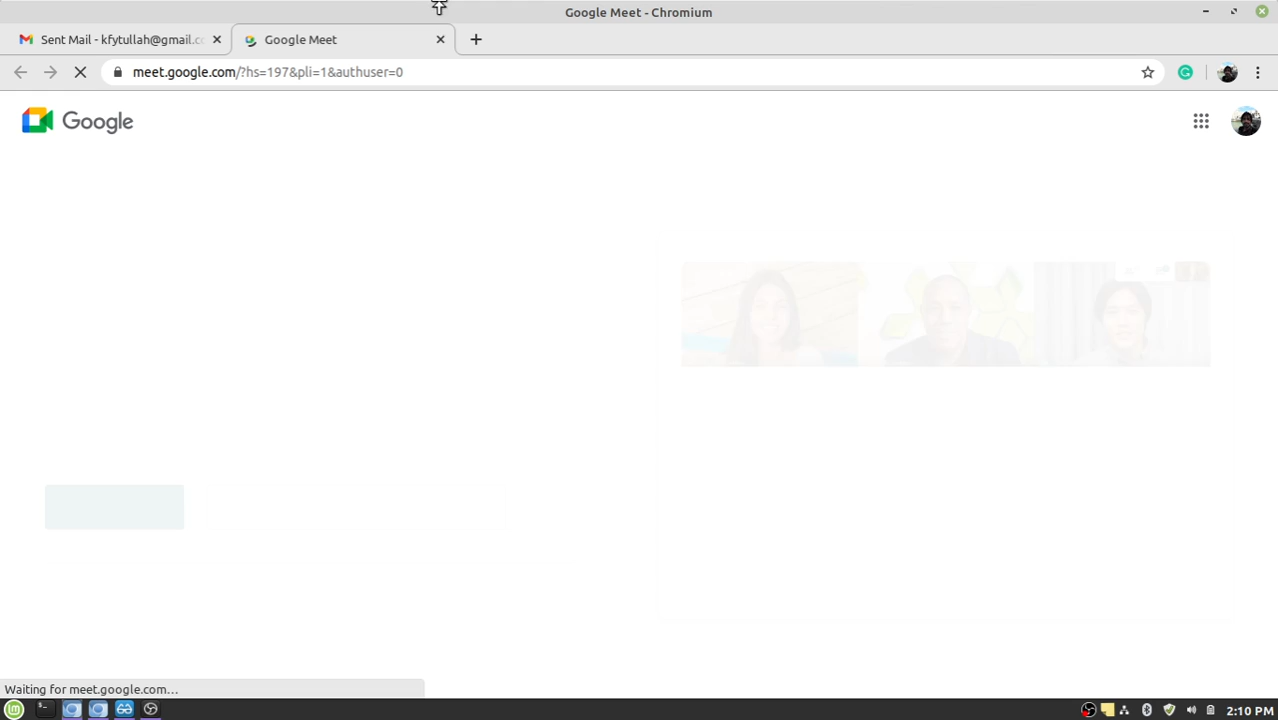 Google Meet - Chromium
Sent Mail - kfytullah@gmail.c
Google Meet
meet.google.com/?hs=197&pli=1&authuser=0
Google
Waiting for meet.google.com…
2:10 PM